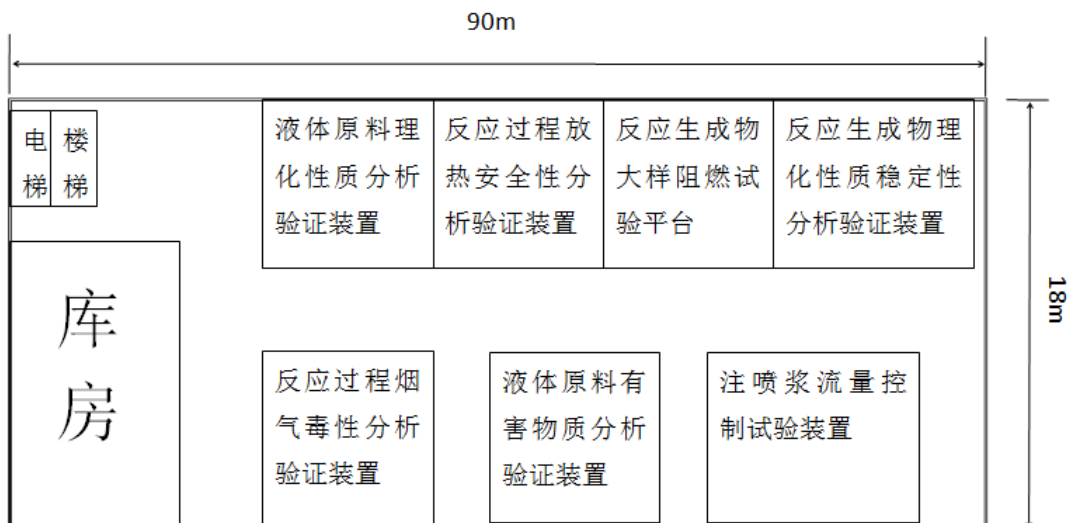 90m
电梯
楼梯
液体原料理
化性质分析
验证装置
反应过程放
热安全性分
析验证装置
反应生成物
大样阻燃试
验平台
反应生成物理
化性质稳定性
分析验证装置
18m
库房
反应过程烟
气毒性分析
验证装置
液体原料有
害物质分析
验证装置
注喷浆流量控
制试验装置